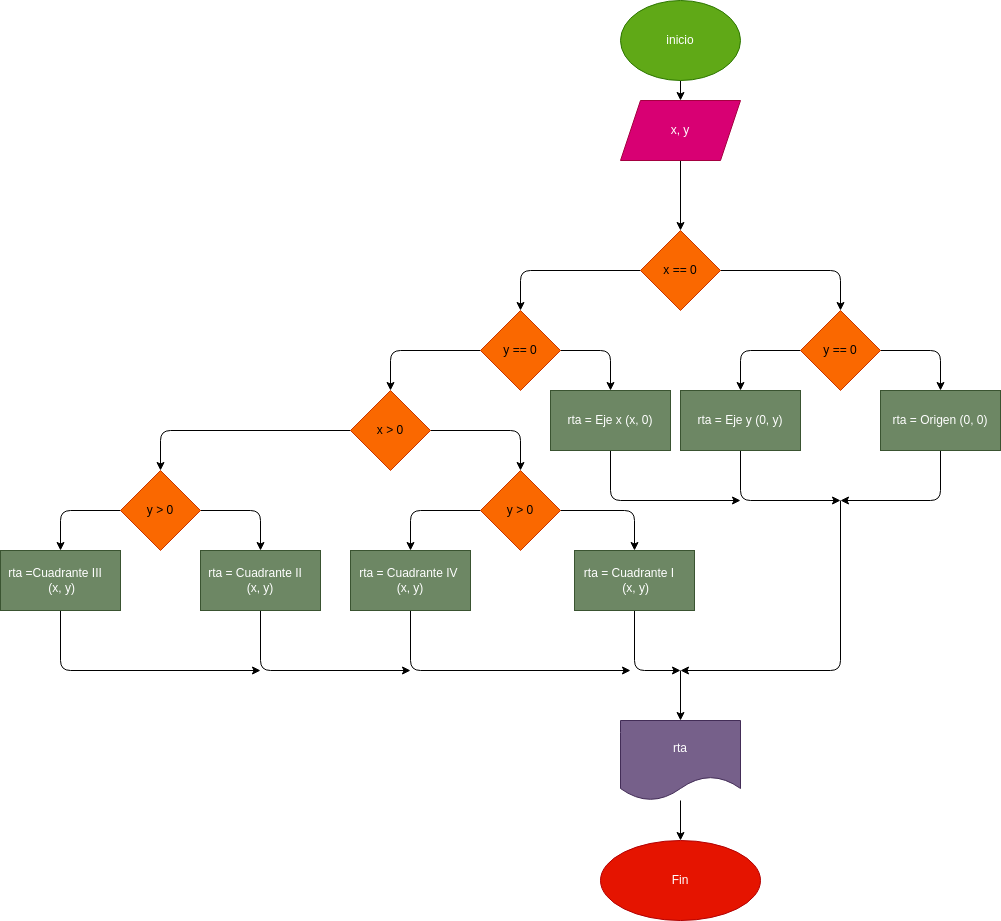 inicio
x, y
x == 0
y == 0
y == 0
x > 0
rta = Eje x (x, 0)
rta = Eje y (0, y)
rta = Origen (0, 0)
y > 0
y > 0
rta =Cuadrante III
(x, y)
rta = Cuadrante II
(x, y)
rta = Cuadrante IV
(x, y)
rta = Cuadrante I
(x, y)
rta
Fin